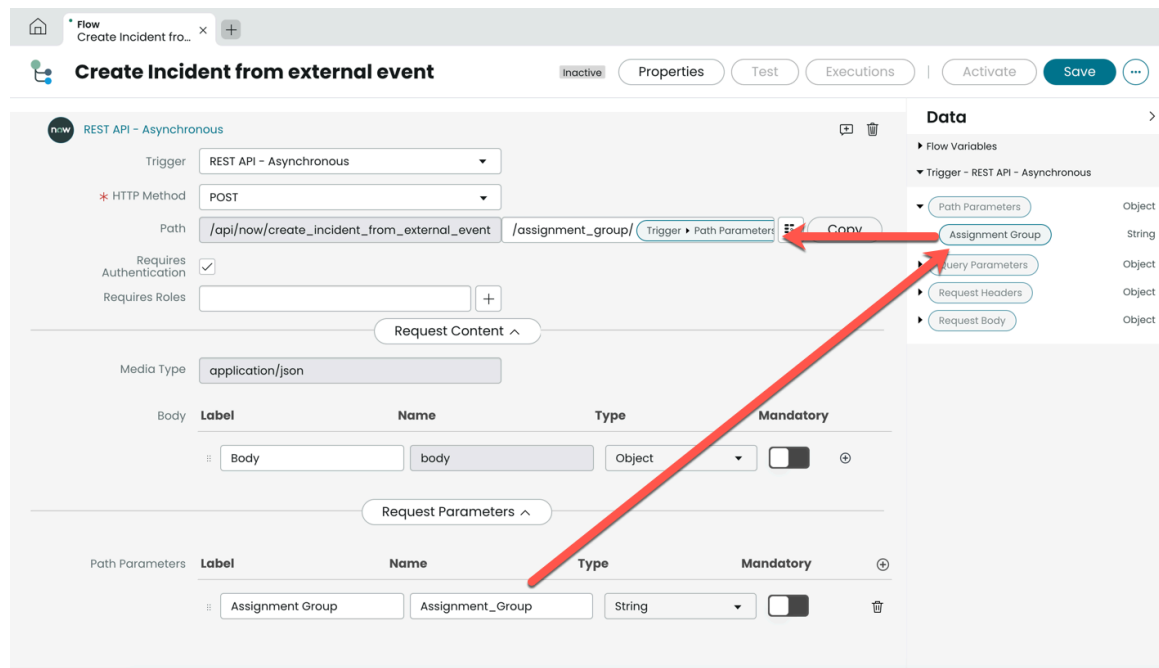 Flow
Create Incident fro...
Create Incident from external event
Inactive
Properties
Test
Executions
Activate
Save
now
REST API - Asynchronous
Trigger
REST API - Asynchronous
HTTP Method
POST
Path
/api/now/create_incident_from_external_event
/assignment_group/
Trigger ▸ Path Parameters
Copy
Requires
Authentication
Requires Roles
Request Content
Media Type
application/json
Body
Label
Name
Type
Mandatory
Body
body
Object
Request Parameters
Path Parameters
Label
Name
Type
Mandatory
Assignment Group
Assignment_Group
String
Data
Flow Variables
Trigger - REST API - Asynchronous
Path Parameters
Object
Assignment Group
String
Query Parameters
Object
Request Headers
Object
Request Body
Object